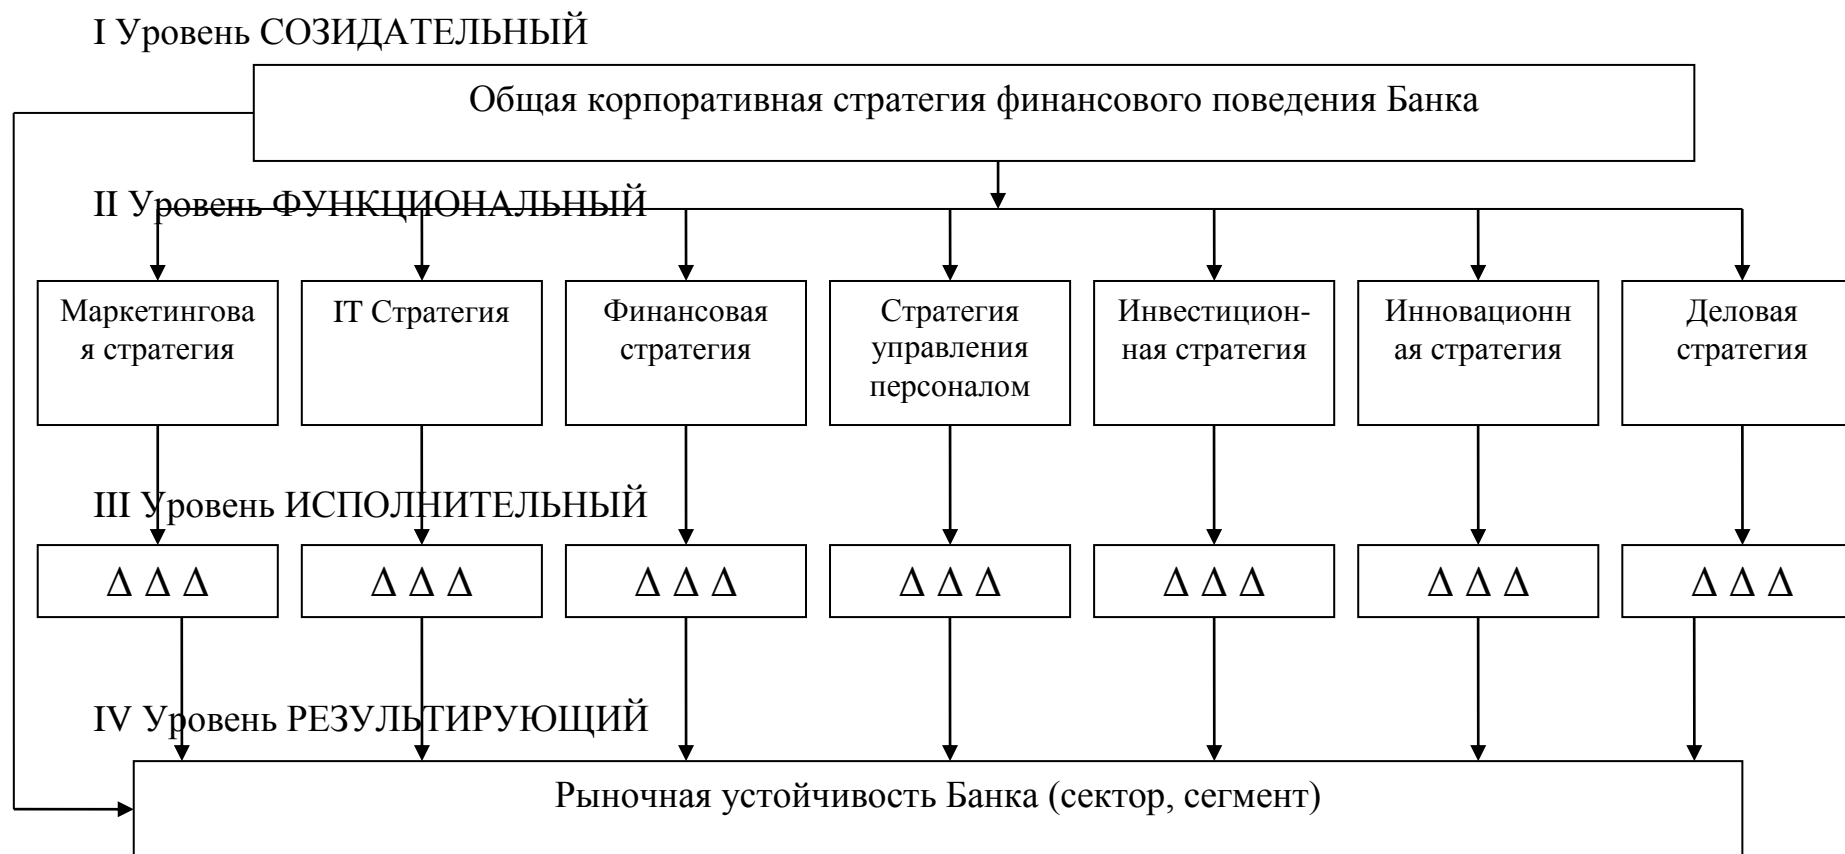 I Уровень СОЗИДАТЕЛЬНЫЙ
Общая корпоративная стратегия финансового поведения Банка
II Уровень ФУНКЦИОНАЛЬНЫЙ
Маркетингова
я стратегия
IT Стратегия
Финансовая
стратегия
Стратегия
управления
персоналом
Инвестицион-
ная стратегия
Инновационн
ая стратегия
Деловая
стратегия
III Уровень ИСПОЛНИТЕЛЬНЫЙ
Δ Δ Δ
Δ Δ Δ
Δ Δ Δ
Δ Δ Δ
Δ Δ Δ
Δ Δ Δ
Δ Δ Δ
IV Уровень РЕЗУЛЬТИРУЮЩИЙ
Рыночная устойчивость Банка (сектор, сегмент)